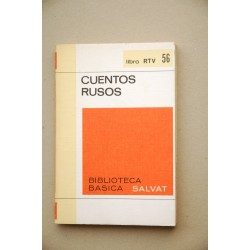 libro RTV 56
CUENTOS
RUSOS
BIBLIOTECA
BASICA SALVAT